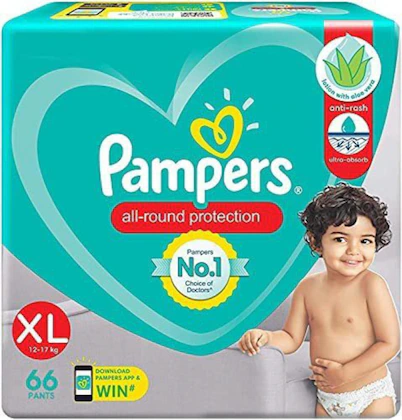 lotion with aloe vera
anti-rash
ultra-absorb
Pampers®
all-round protection
Pampers
No.1
Choice of
Doctors*
XL
12-17 kg
66
PANTS
DOWNLOAD
PAMPERS APP &
WIN#